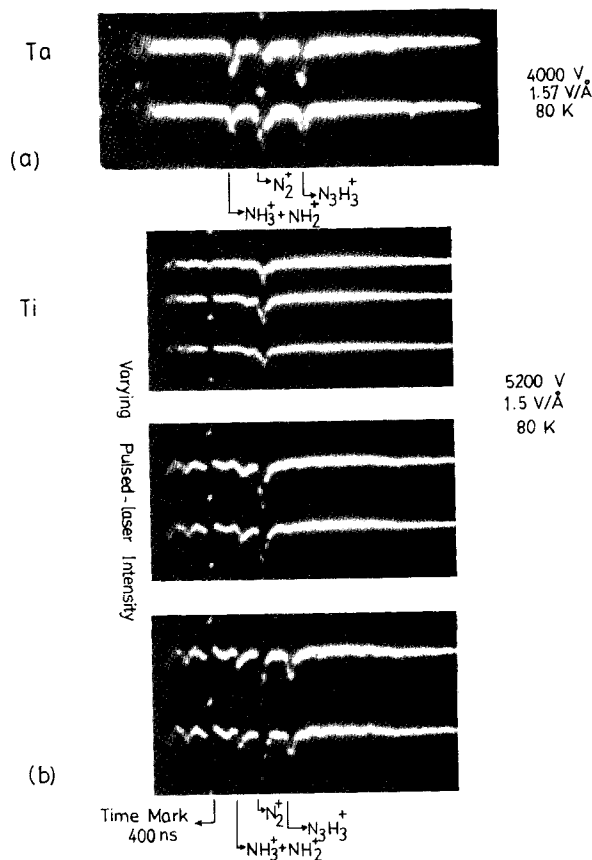 Ta
4000 V
1.57 V/Å
80 K
(a)
N₂⁺
N₃H₃⁺
NH₃⁺ + NH₂⁺
Ti
Varying Pulsed-laser Intensity
5200 V
1.5 V/Å
80 K
(b)
Time Mark
400 ns
N₂⁺
N₃H₃⁺
NH₃⁺ + NH₂⁺